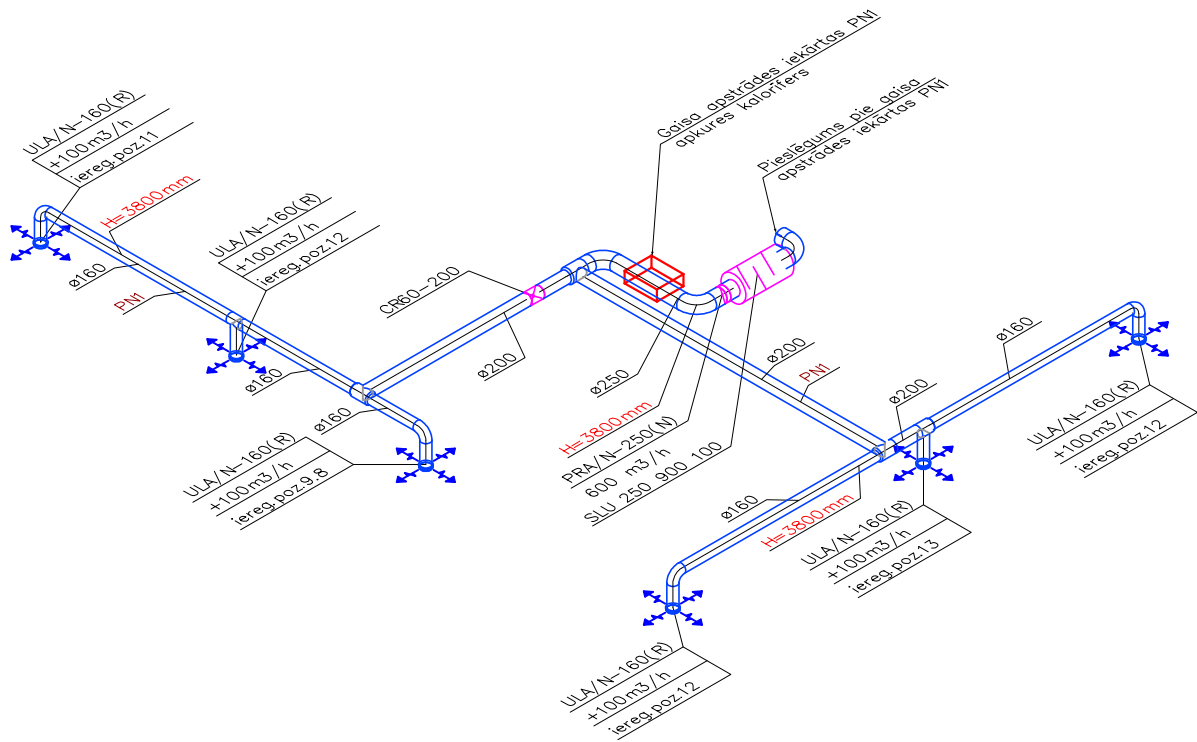 Gaisa apstrādes iekārtas PN1
apkures kalorifers
Pieslēgums pie gaisa
apstrādes iekārtas PN1
ULA/N-160(R)
+100m3/h
iereg.poz.11
H=3800mm
ULA/N-160(R)
+100m3/h
iereg.poz.12
ø160
PN1
CR60-200
ø200
ø160
ø160
ULA/N-160(R)
+100m3/h
iereg.poz.9.8
ø250
H=3800mm
PRA/N-250(N)
600 m3/h
SLU 250 900 100
ø200
PN1
ø160
ø200
ULA/N-160(R)
+100m3/h
iereg.poz.12
ø160
H=3800mm
ULA/N-160(R)
+100m3/h
iereg.poz.13
ULA/N-160(R)
+100m3/h
iereg.poz.12